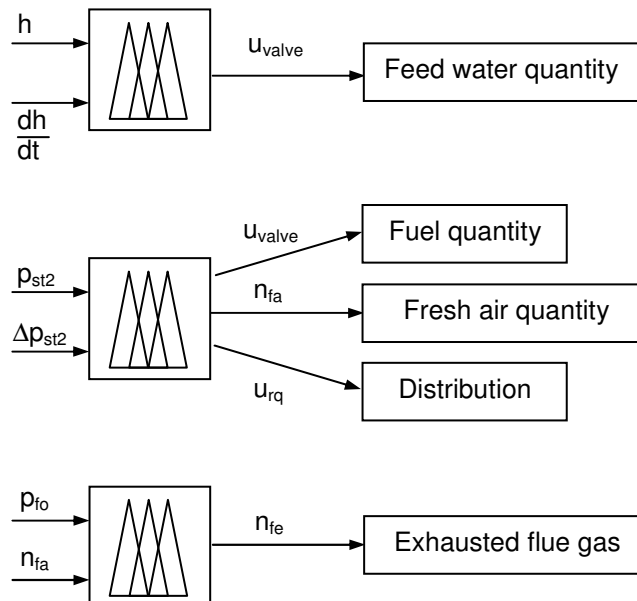 h
u_valve
Feed water quantity
dh
dt
u_valve
Fuel quantity
p_st2
n_fa
Fresh air quantity
Δp_st2
u_rq
Distribution
p_fo
n_fe
Exhausted flue gas
n_fa